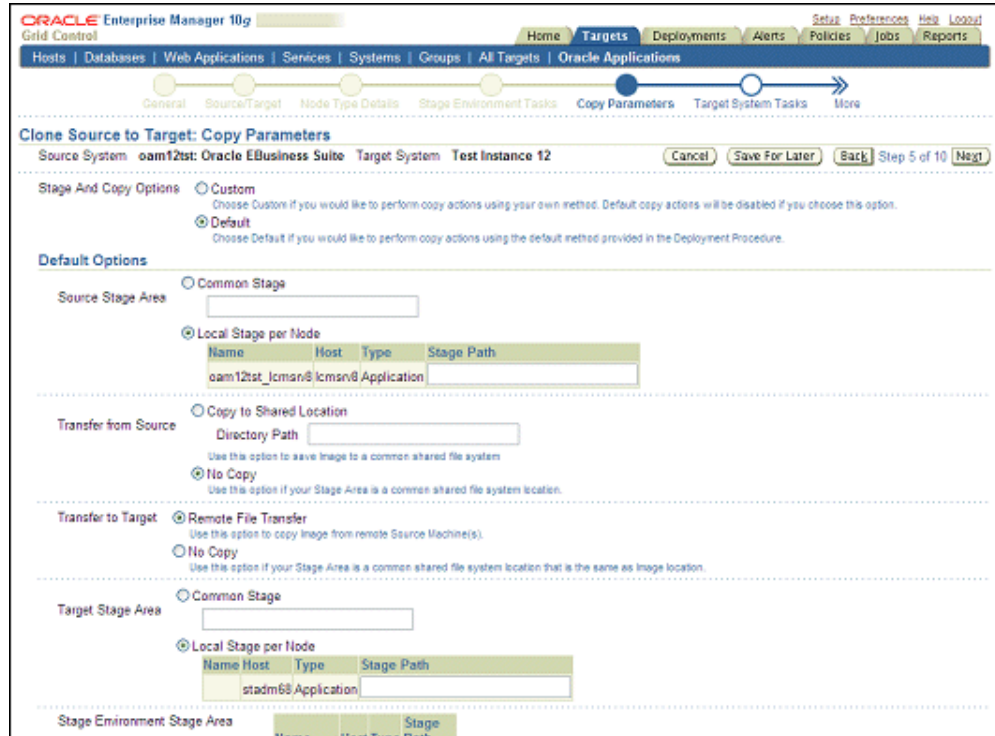 ORACLE Enterprise Manager 10g
Grid Control
Setup Preferences Help Logout
Home Targets Deployments Alerts Policies Jobs Reports
Hosts | Databases | Web Applications | Services | Systems | Groups | All Targets | Oracle Applications
General Source/Target Node Type Details Stage Environment Tasks Copy Parameters Target System Tasks More
Clone Source to Target: Copy Parameters
Source System oam12tst: Oracle EBusiness Suite Target System Test Instance 12
Cancel Save For Later Back Step 5 of 10 Next
Stage And Copy Options Custom
Choose Custom if you would like to perform copy actions using your own method. Default copy actions will be disabled if you choose this option.
Default
Choose Default if you would like to perform copy actions using the default method provided in the Deployment Procedure.
Default Options
Common Stage
Source Stage Area
Local Stage per Node
Name Host Type Stage Path
Application
Copy to Shared Location
Transfer from Source
Directory Path
Use this option to save Image to a common shared file system
No Copy
Use this option if your Stage Area is a common shared file system location.
Transfer to Target Remote File Transfer
Use this option to copy Image from remote Source Machine(s).
No Copy
Use this option if your Stage Area is a common shared file system location that is the same as Image location.
Common Stage
Target Stage Area
Local Stage per Node
Name Host Type Stage Path
stadm68 Application
Stage Environment Stage Area
Stage
Name Host Type Path